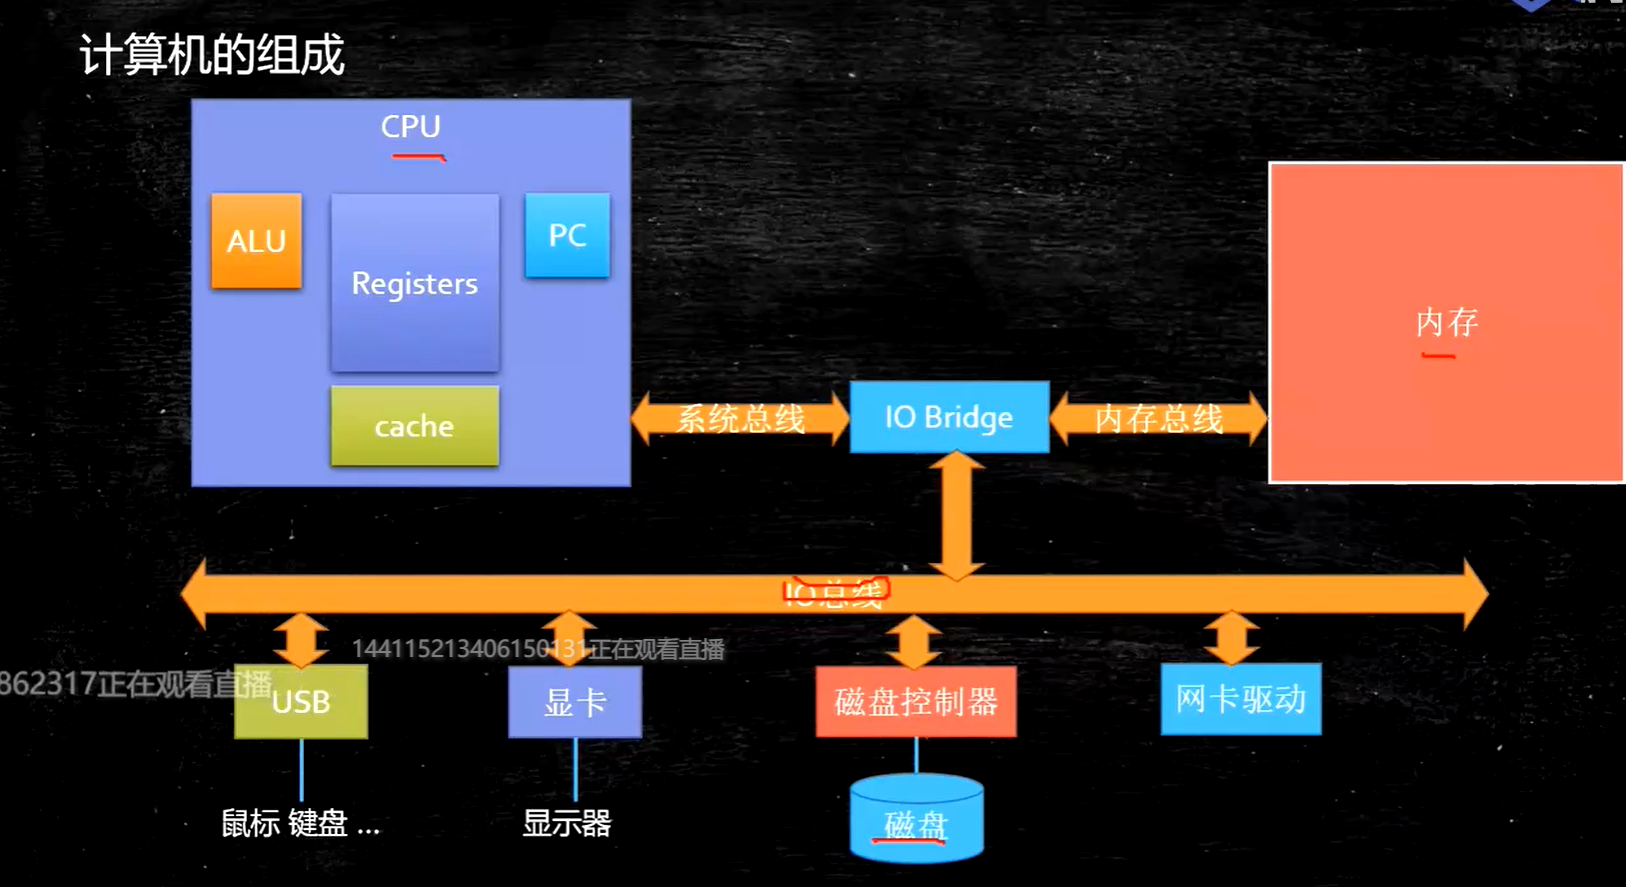 计算机的组成
CPU
ALU
Registers
PC
cache
系统总线
IO Bridge
内存总线
内存
IO总线
144115213406150131正在观看直播
862317正在观看直播
USB
显卡
磁盘控制器
网卡驱动
鼠标 键盘 ...
显示器
磁盘